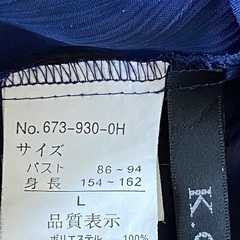 No.673-930-0H
サイズ
バスト 86~94
身長 154~162
L
品質表示
ポリエステル 100%
K.